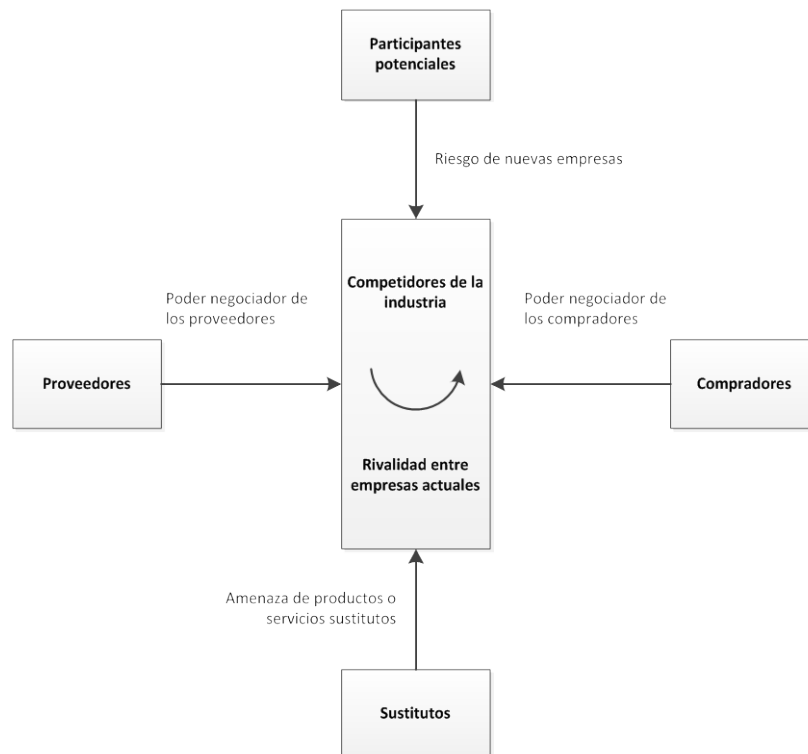 Participantes
potenciales
Riesgo de nuevas empresas
Competidores de la
industria
Poder negociador de
los proveedores
Poder negociador de
los compradores
Proveedores
Compradores
Rivalidad entre
empresas actuales
Amenaza de productos o
servicios sustitutos
Sustitutos